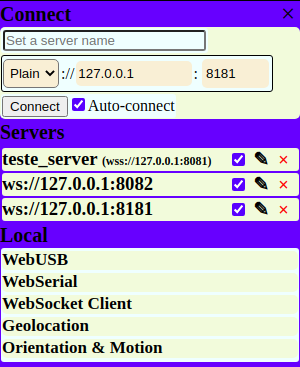 Connect ×
Set a server name
Plain :// 127.0.0.1 : 8181
Connect Auto-connect
Servers
teste_server (wss://127.0.0.1:8081) ✎ ×
ws://127.0.0.1:8082 ✎ ×
ws://127.0.0.1:8181 ✎ ×
Local
WebUSB
WebSerial
WebSocket Client
Geolocation
Orientation & Motion